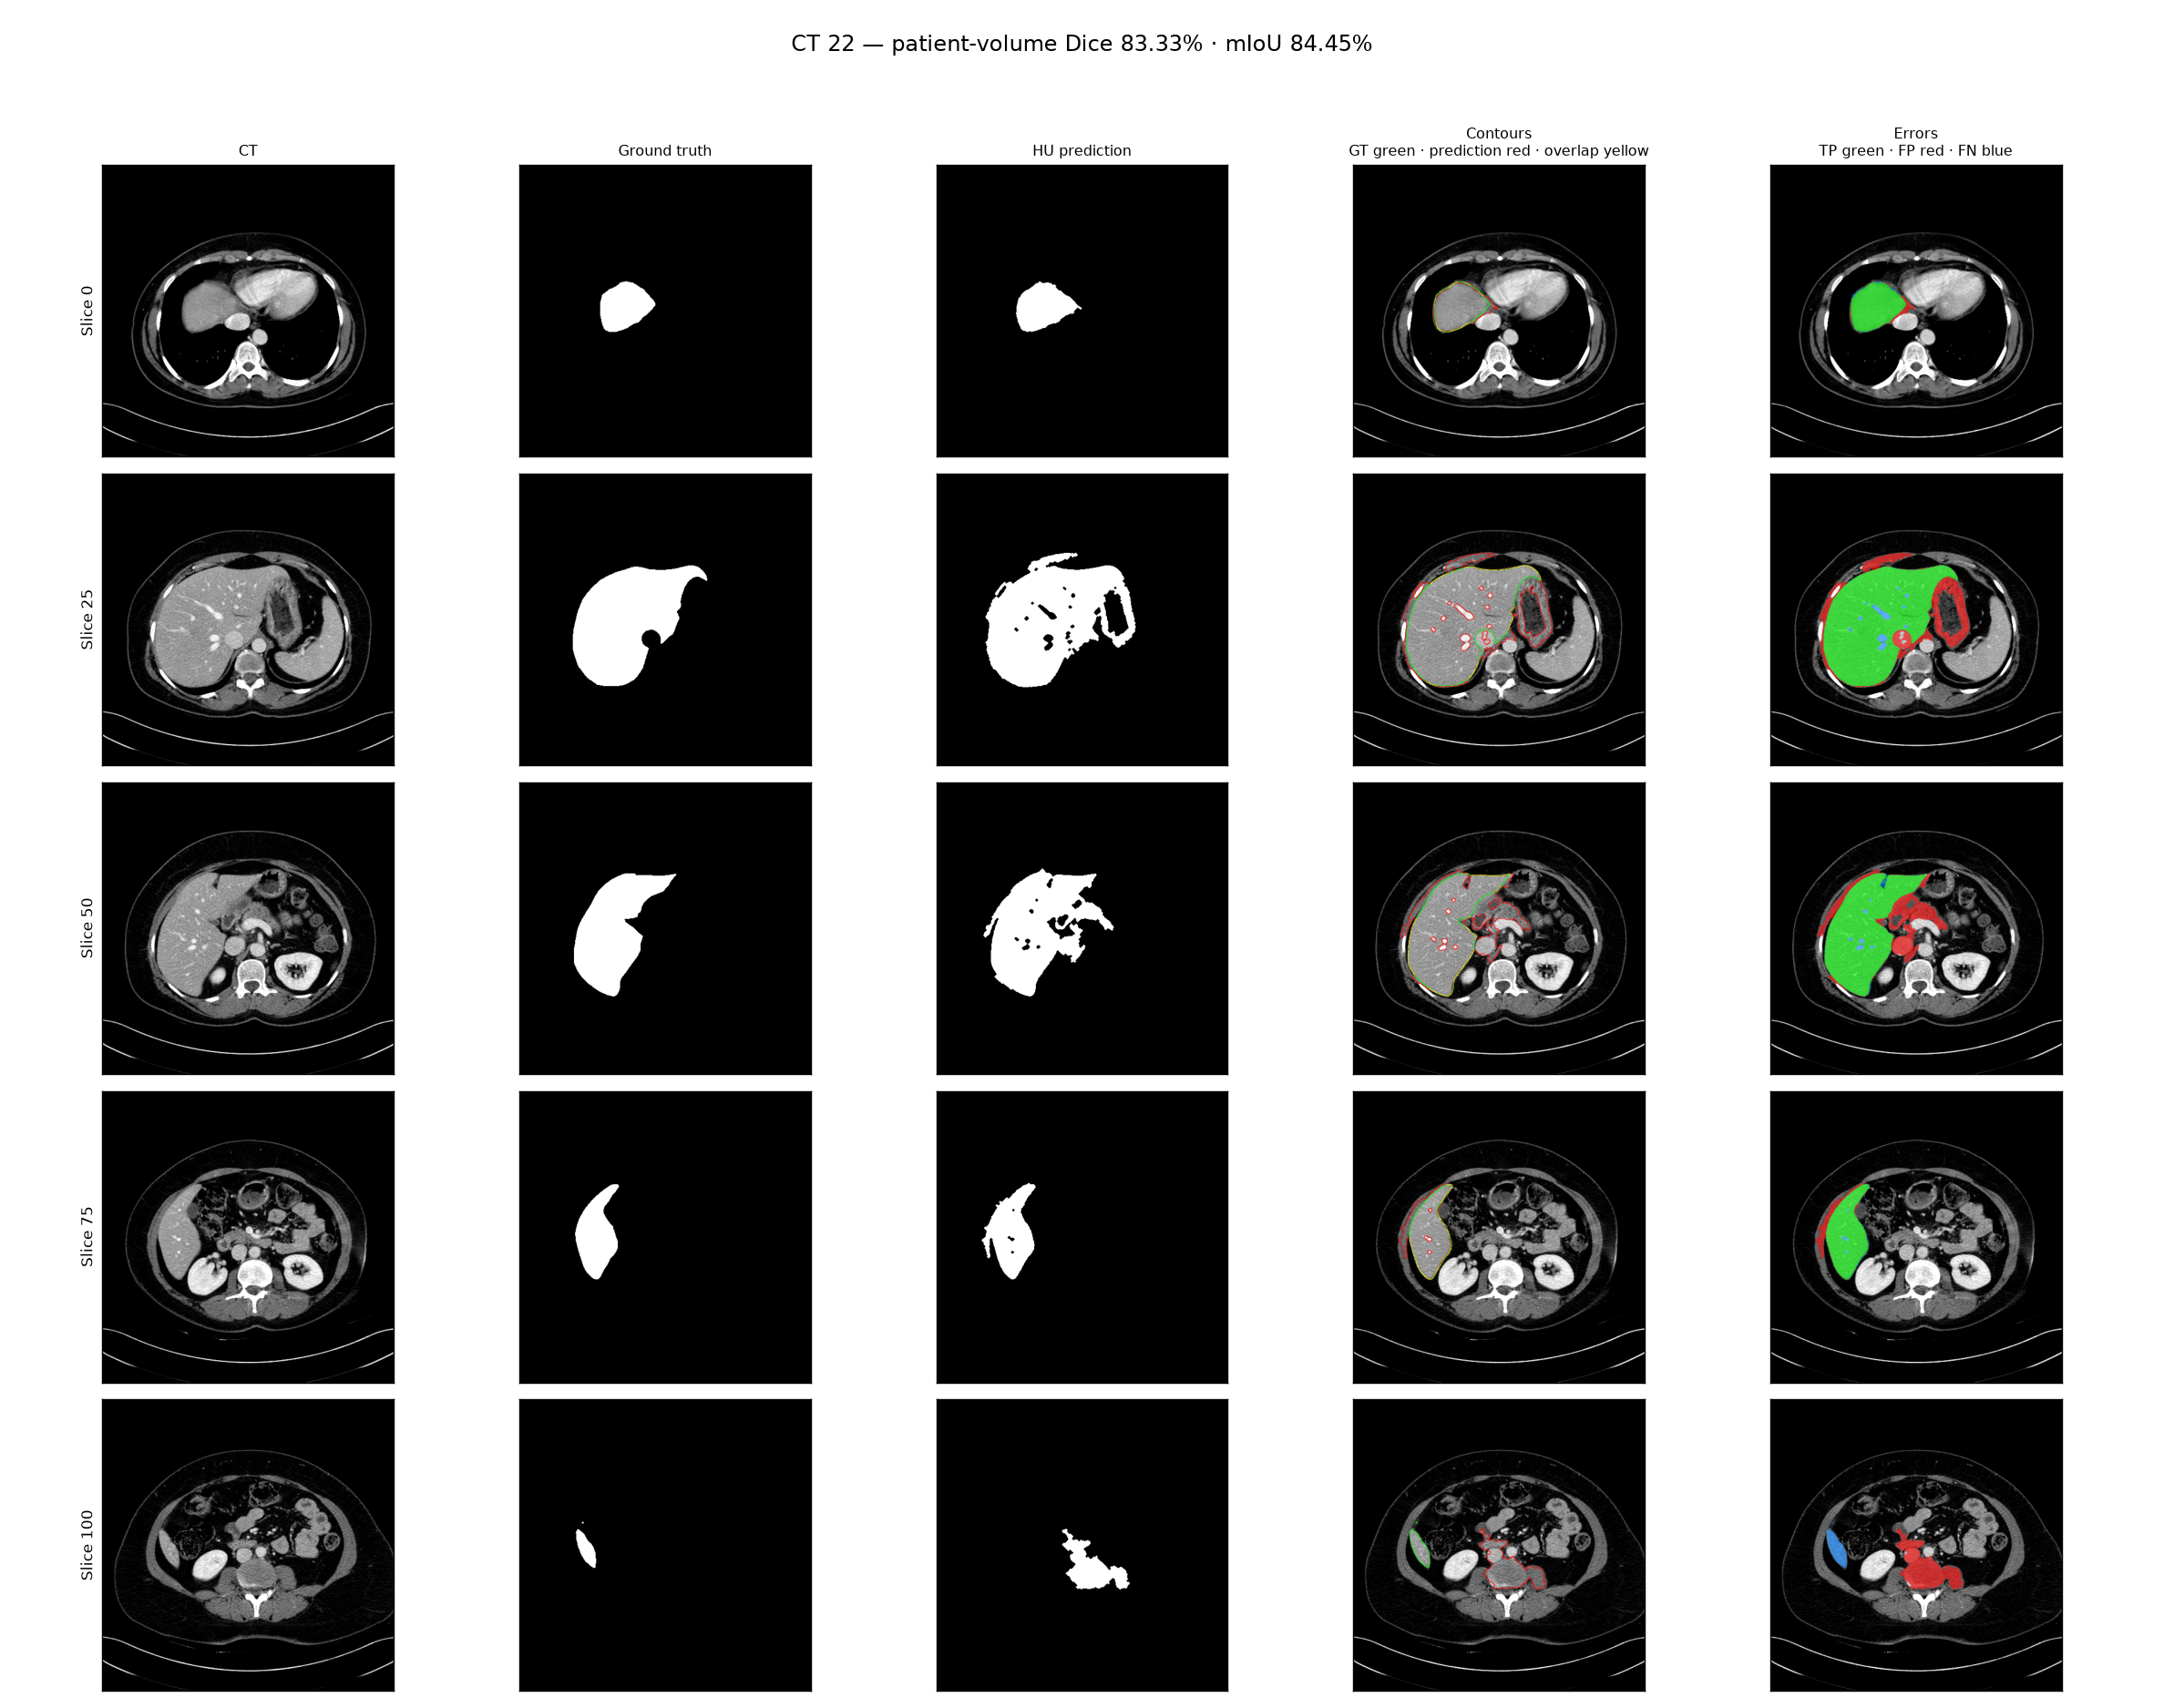 CT 22 — patient-volume Dice 83.33% · mIoU 84.45%
CT
Ground truth
HU prediction
Contours
GT green · prediction red · overlap yellow
Errors
TP green · FP red · FN blue
Slice 0
Slice 25
Slice 50
Slice 75
Slice 100